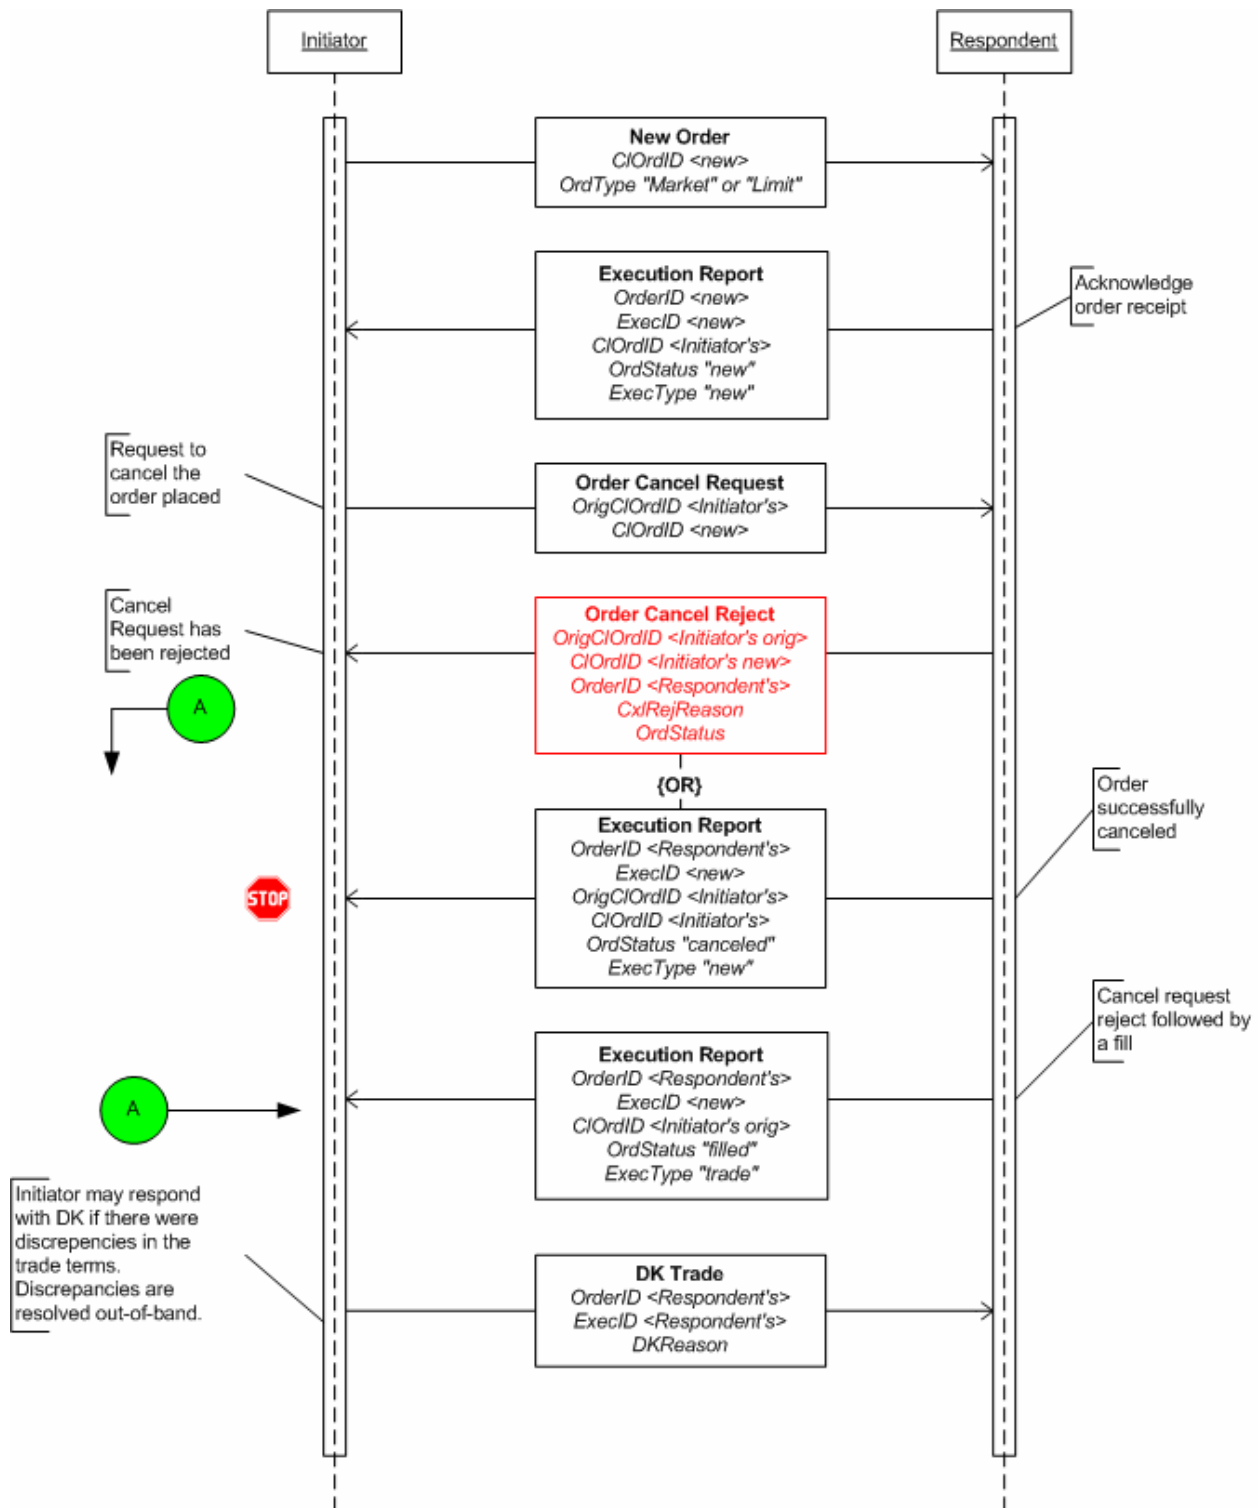 Initiator
Respondent
New Order
ClOrdID <new>
OrdType "Market" or "Limit"
Execution Report
OrderID <new>
ExecID <new>
ClOrdID <Initiator's>
OrdStatus "new"
ExecType "new"
Acknowledge
order receipt
Request to
cancel the
order placed
Order Cancel Request
OrigClOrdID <Initiator's>
ClOrdID <new>
Cancel
Request has
been rejected
Order Cancel Reject
OrigClOrdID <Initiator's orig>
ClOrdID <Initiator's new>
OrderID <Respondent's>
CxlRejReason
OrdStatus
A
{OR}
Order
successfully
canceled
Execution Report
OrderID <Respondent's>
ExecID <new>
OrigClOrdID <Initiator's>
ClOrdID <Initiator's>
OrdStatus "canceled"
ExecType "new"
STOP
Cancel request
reject followed by
a fill
Execution Report
OrderID <Respondent's>
ExecID <new>
ClOrdID <Initiator's orig>
OrdStatus "filled"
ExecType "trade"
A
Initiator may respond
with DK if there were
discrepencies in the
trade terms.
Discrepancies are
resolved out-of-band.
DK Trade
OrderID <Respondent's>
ExecID <Respondent's>
DKReason